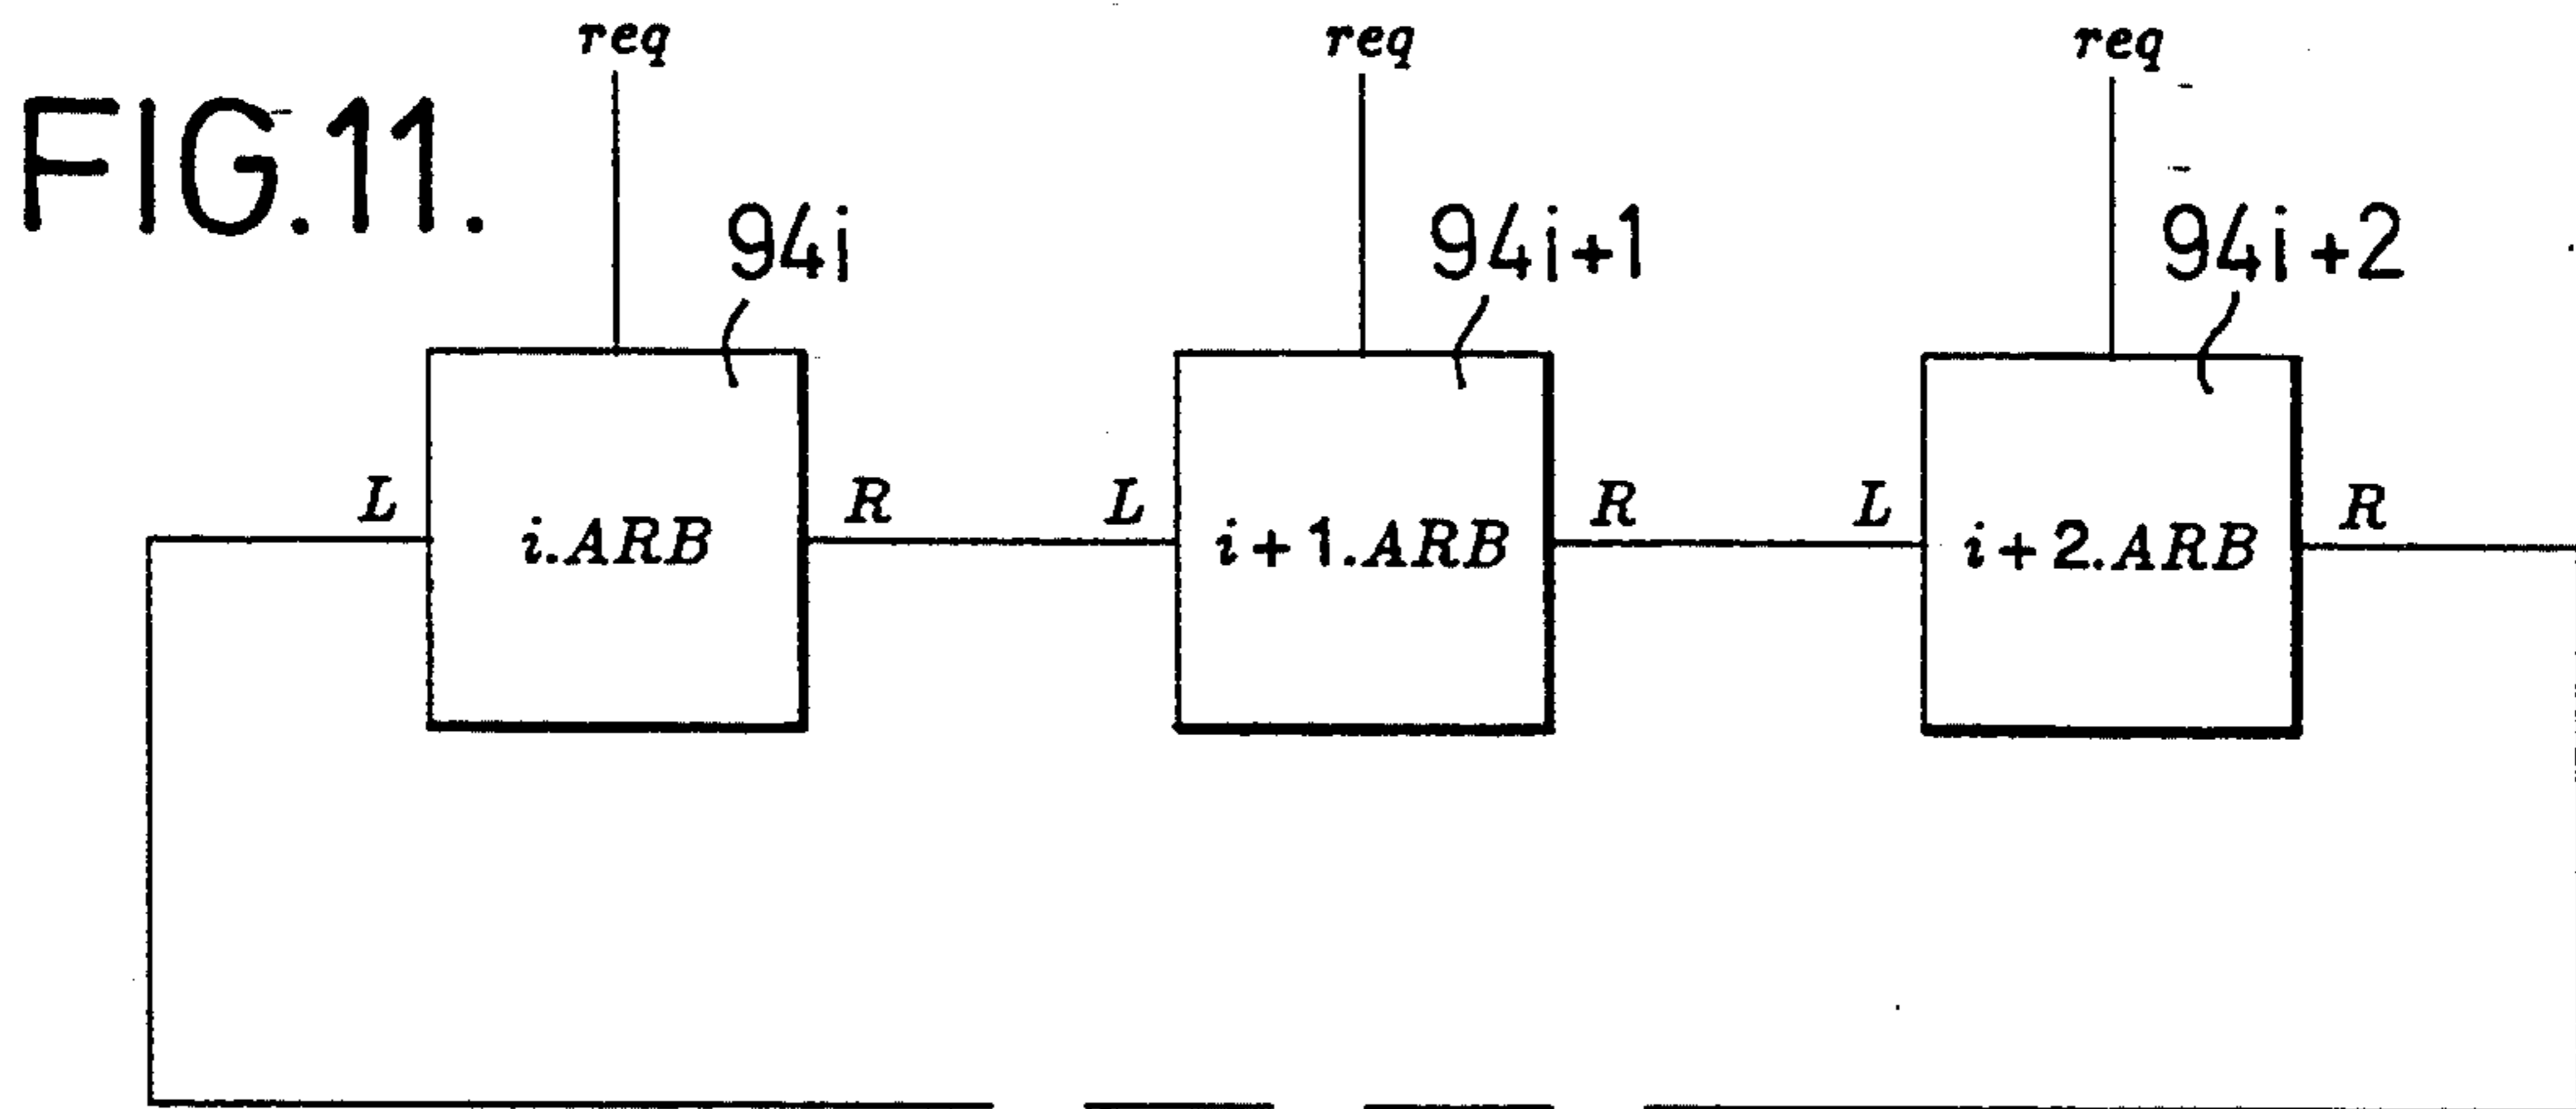 req req req
FIG.11.
94i 94i+1 94i+2
L R L R L R
i.ARB i+1.ARB i+2.ARB